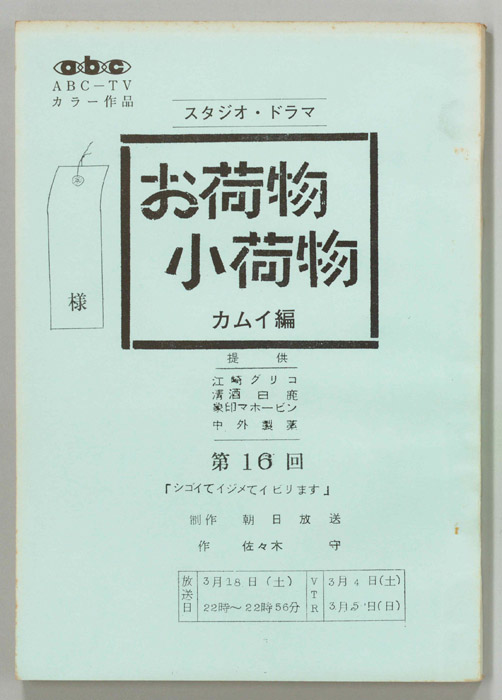 abc
ABC-TV
カラー作品
スタジオ・ドラマ
お荷物
小荷物
カムイ編
様
提供
江崎グリコ
清酒白鹿
象印マホービン
中外製薬
第16回
「シゴイてイジメてイビリます」
制作 朝日放送
作 佐々木 守
放送日 3月18日(土) VTR 3月4日(土)
22時～22時56分 3月5日(日)